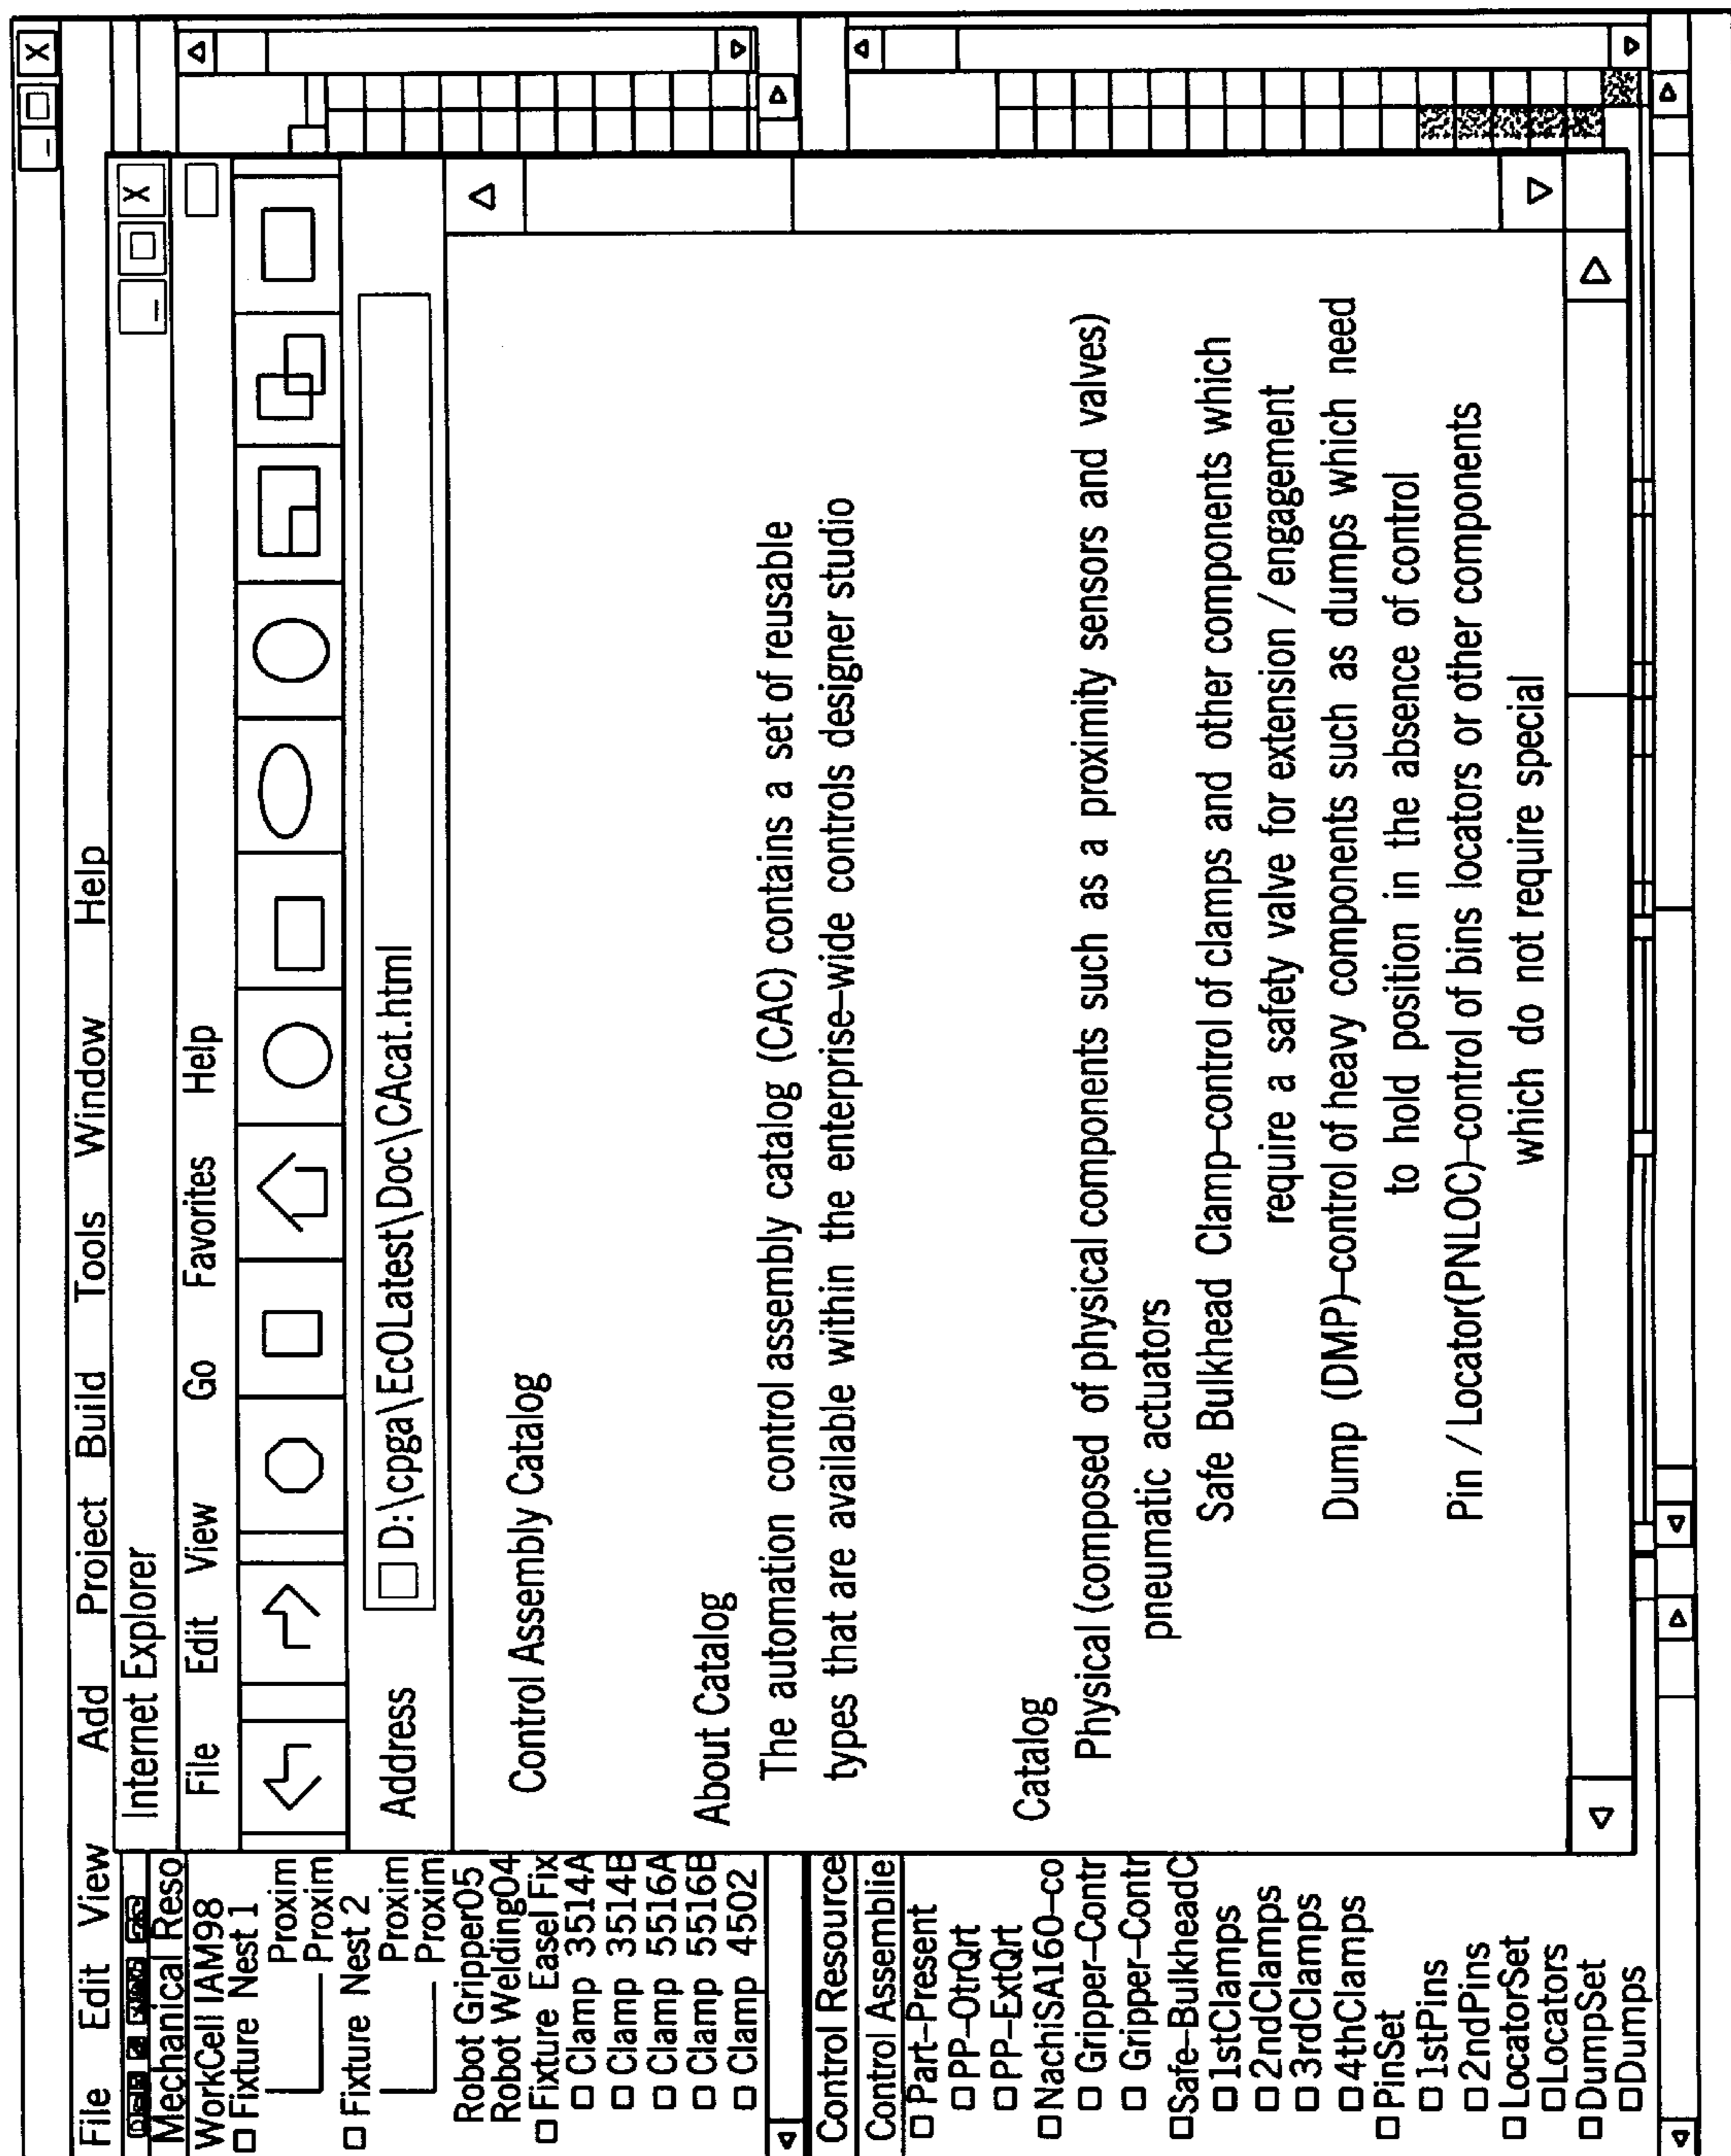 File Edit View Add Project Build Tools Window Help
Mechanical Reso
WorkCell IAM98
Fixture Nest 1
Proxim
Proxim
Fixture Nest 2
Proxim
Proxim
Robot Gripper05
Robot Welding04
Fixture Easel Fix
Clamp 3514A
Clamp 3514B
Clamp 5516A
Clamp 5516B
Clamp 4502
Control Resource
Control Assemblie
Part-Present
PP-OtrQrt
PP-ExtQrt
NachiSA160-co
Gripper-Contr
Gripper-Contr
Safe-BulkheadC
1stClamps
2ndClamps
3rdClamps
4thClamps
PinSet
1stPins
2ndPins
LocatorSet
Locators
DumpSet
Dumps
Internet Explorer
File Edit View Go Favorites Help
Address D:\cpga\EcOLatest\Doc\CAcat.html
Control Assembly Catalog
About Catalog
The automation control assembly catalog (CAC) contains a set of reusable
types that are available within the enterprise-wide controls designer studio
Catalog
Physical (composed of physical components such as a proximity sensors and valves)
pneumatic actuators
Safe Bulkhead Clamp-control of clamps and other components which
require a safety valve for extension / engagement
Dump (DMP)-control of heavy components such as dumps which need
to hold position in the absence of control
Pin / Locator(PNLOC)-control of bins locators or other components
which do not require special